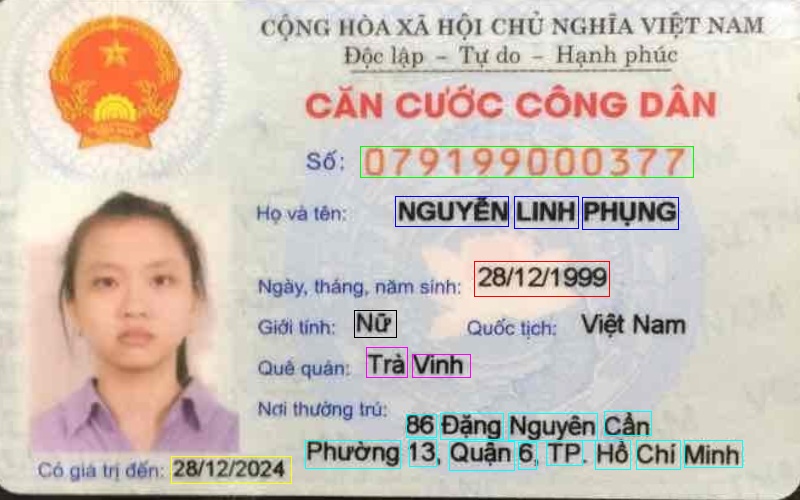 CỘNG HÒA XÃ HỘI CHỦ NGHĨA VIỆT NAM
Độc lập – Tự do – Hạnh phúc
CĂN CƯỚC CÔNG DÂN
Số: 079199000377
Họ và tên: NGUYỄN LINH PHỤNG
Ngày, tháng, năm sinh: 28/12/1999
Giới tính: Nữ Quốc tịch: Việt Nam
Quê quán: Trà Vinh
Nơi thường trú: 86 Đặng Nguyên Cẩn
Phường 13, Quận 6, TP. Hồ Chí Minh
Có giá trị đến: 28/12/2024